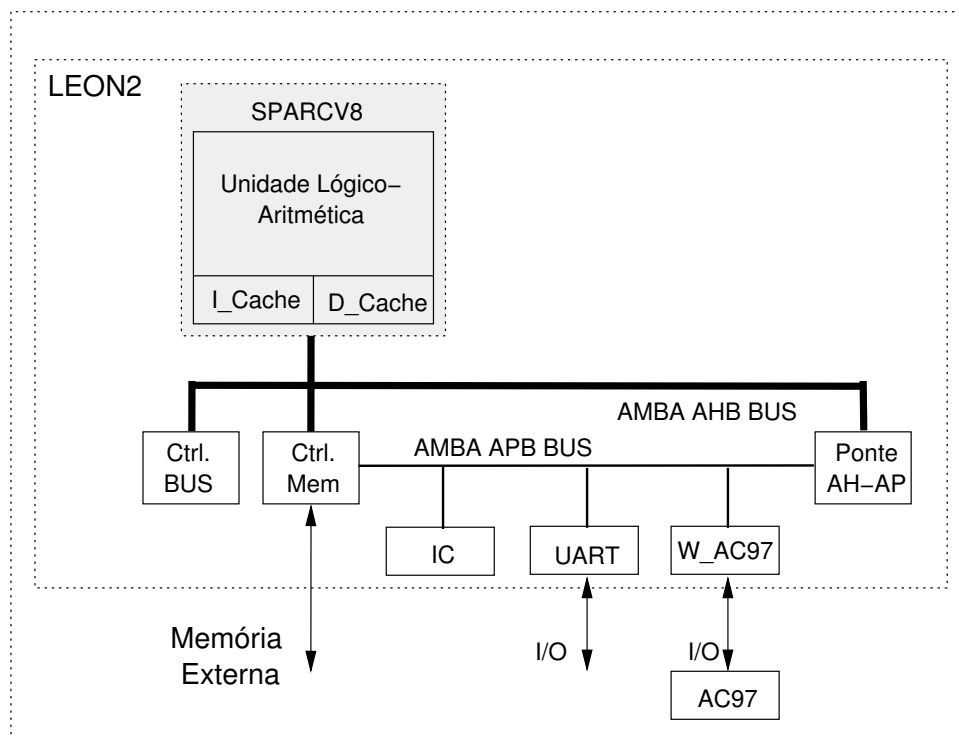 LEON2
SPARCV8
Unidade Lógico−
Aritmética
I_Cache
D_Cache
AMBA AHB BUS
Ctrl.
BUS
Ctrl.
Mem
AMBA APB BUS
Ponte
AH−AP
IC
UART
W_AC97
Memória
Externa
I/O
I/O
AC97